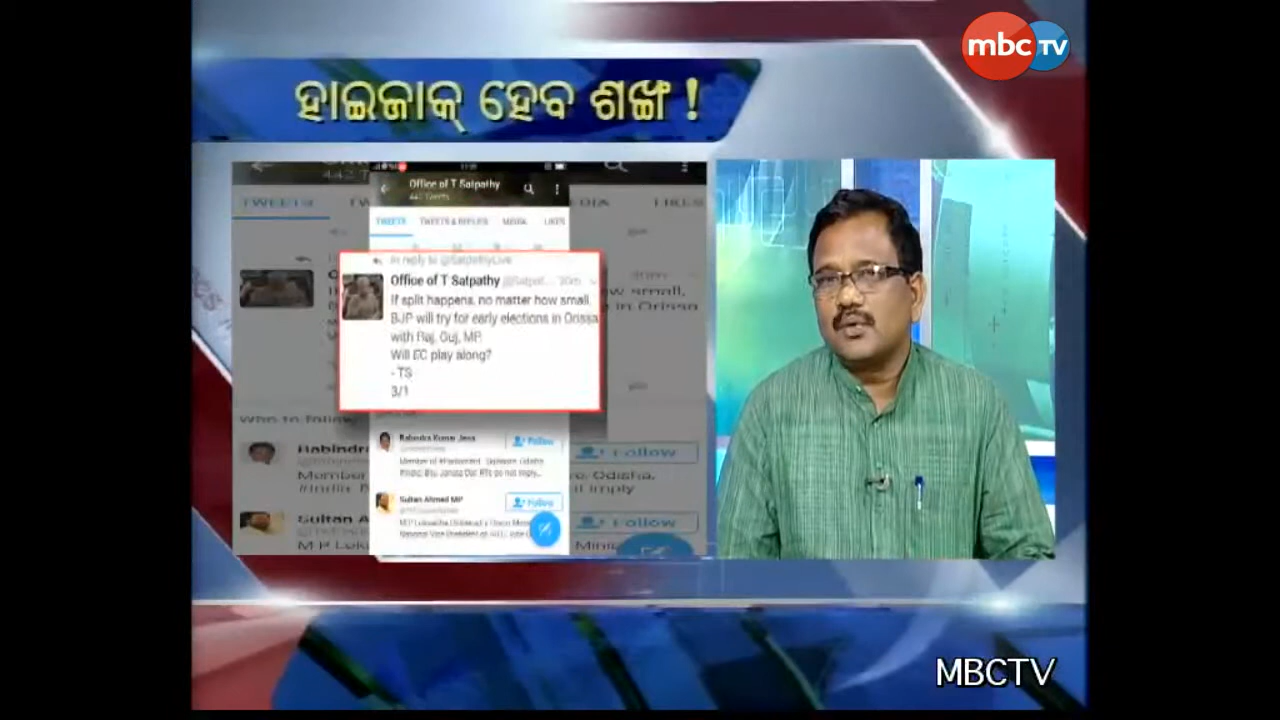 mbc TV
ହାଇଜାକ୍ ହେବ ଶଙ୍ଖ !
Office of T Satpathy
TWEETS TWEETS & REPLIES MEDIA LIKES
In reply to @SatpathyLive
Office of T Satpathy @Satpat... 30m
If split happens, no matter how small,
BJP will try for early elections in Orissa
with Raj, Guj, MP.
Will EC play along?
- TS
3/1
Who to follow
Rabindra Kumar Jena
Follow
Sultan Ahmed MP
Follow
MBCTV